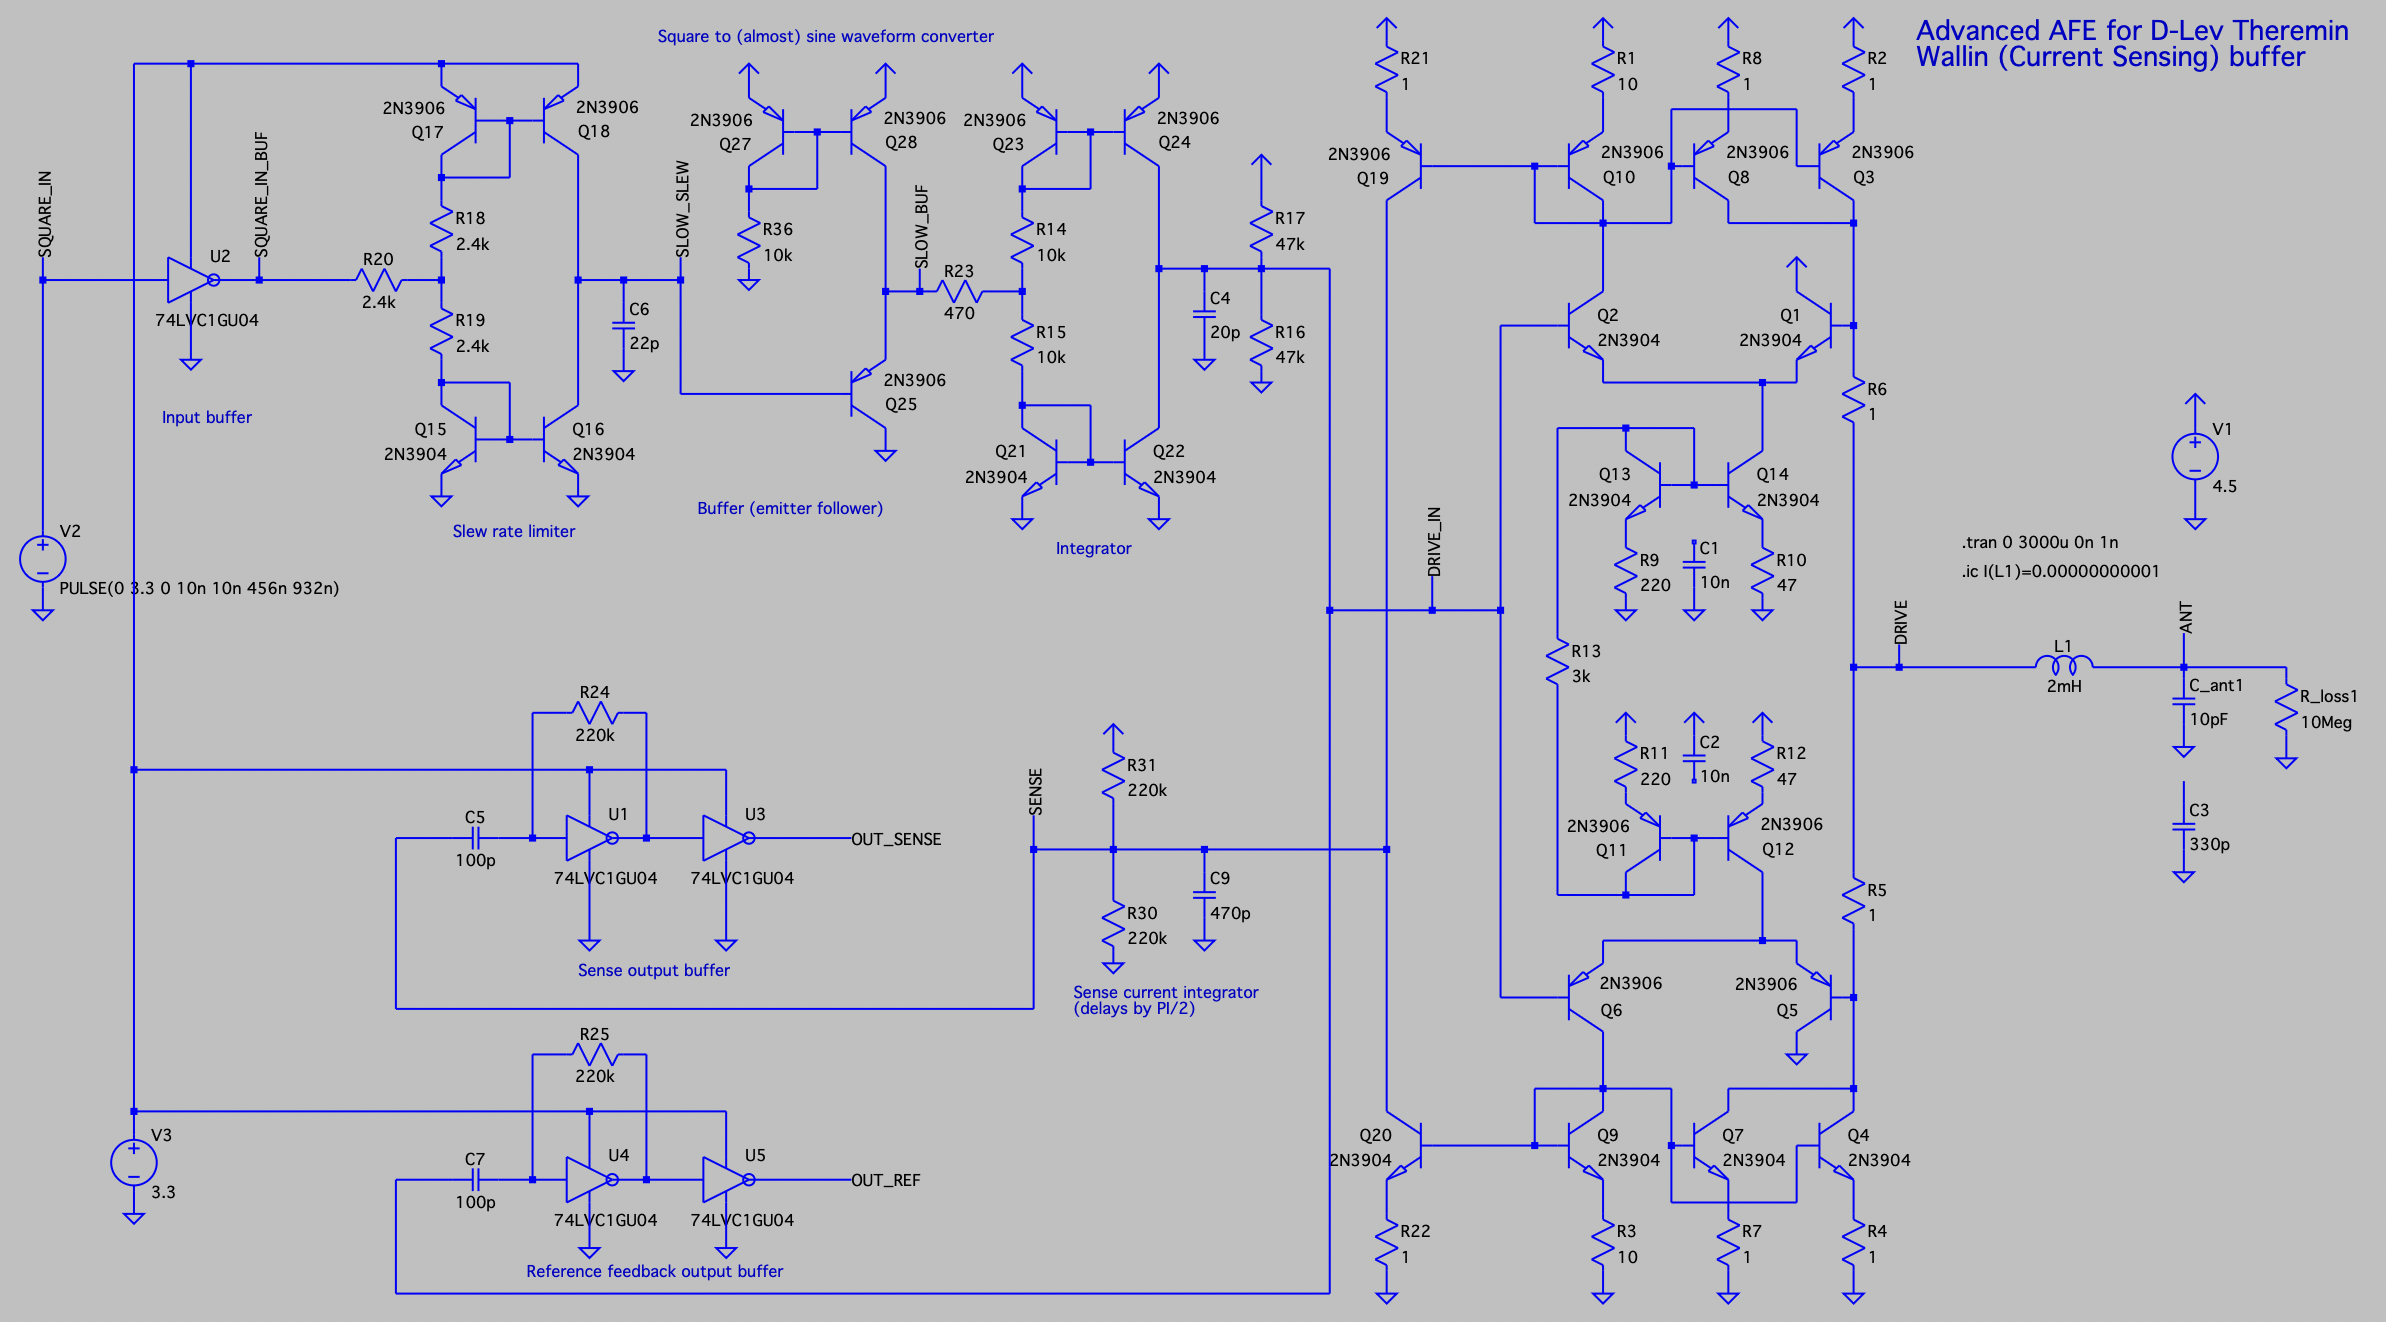 Advanced AFE for D-Lev Theremin
Wallin (Current Sensing) buffer
Square to (almost) sine waveform converter
SQUARE_IN
U2
74LVC1GU04
Input buffer
SQUARE_IN_BUF
R20
2.4k
V2
PULSE(0 3.3 0 10n 10n 456n 932n)
2N3906
Q17
2N3906
Q18
R18
2.4k
R19
2.4k
Q15
2N3904
Q16
2N3904
Slew rate limiter
C6
22p
SLOW_SLEW
2N3906
Q27
2N3906
Q28
R36
10k
2N3906
Q25
Buffer (emitter follower)
SLOW_BUF
R23
470
2N3906
Q23
2N3906
Q24
R14
10k
R15
10k
Q21
2N3904
Q22
2N3904
Integrator
C4
20p
R17
47k
R16
47k
R21
1
2N3906
Q19
R1
10
2N3906
Q10
R8
1
2N3906
Q8
R2
1
2N3906
Q3
Q2
2N3904
Q1
2N3904
R6
1
Q13
2N3904
Q14
2N3904
R9
220
C1
10n
R10
47
DRIVE_IN
R13
3k
R11
220
C2
10n
R12
47
2N3906
Q11
2N3906
Q12
R5
1
2N3906
Q6
2N3906
Q5
Q20
2N3904
Q9
2N3904
Q7
2N3904
Q4
2N3904
R22
1
R3
10
R7
1
R4
1
V1
4.5
.tran 0 3000u 0n 1n
.ic I(L1)=0.00000000001
DRIVE
L1
2mH
ANT
C_ant1
10pF
R_loss1
10Meg
C3
330p
R24
220k
C5
100p
U1
74LVC1GU04
U3
74LVC1GU04
OUT_SENSE
Sense output buffer
SENSE
R31
220k
R30
220k
C9
470p
Sense current integrator
(delays by PI/2)
R25
220k
V3
3.3
C7
100p
U4
74LVC1GU04
U5
74LVC1GU04
OUT_REF
Reference feedback output buffer